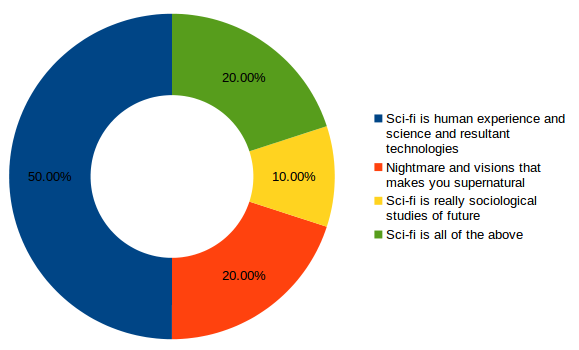 20.00%
50.00%
10.00%
20.00%
Sci-fi is human experience and
science and resultant
technologies
Nightmare and visions that
makes you supernatural
Sci-fi is really sociological
studies of future
Sci-fi is all of the above